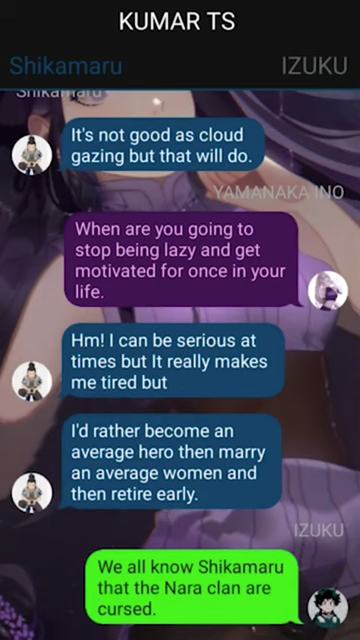 KUMAR TS
Shikamaru
IZUKU
Shikamaru
It's not good as cloud
gazing but that will do.
YAMANAKA INO
When are you going to
stop being lazy and get
motivated for once in your
life.
Hm! I can be serious at
times but It really makes
me tired but
I'd rather become an
average hero then marry
an average women and
then retire early.
IZUKU
We all know Shikamaru
that the Nara clan are
cursed.